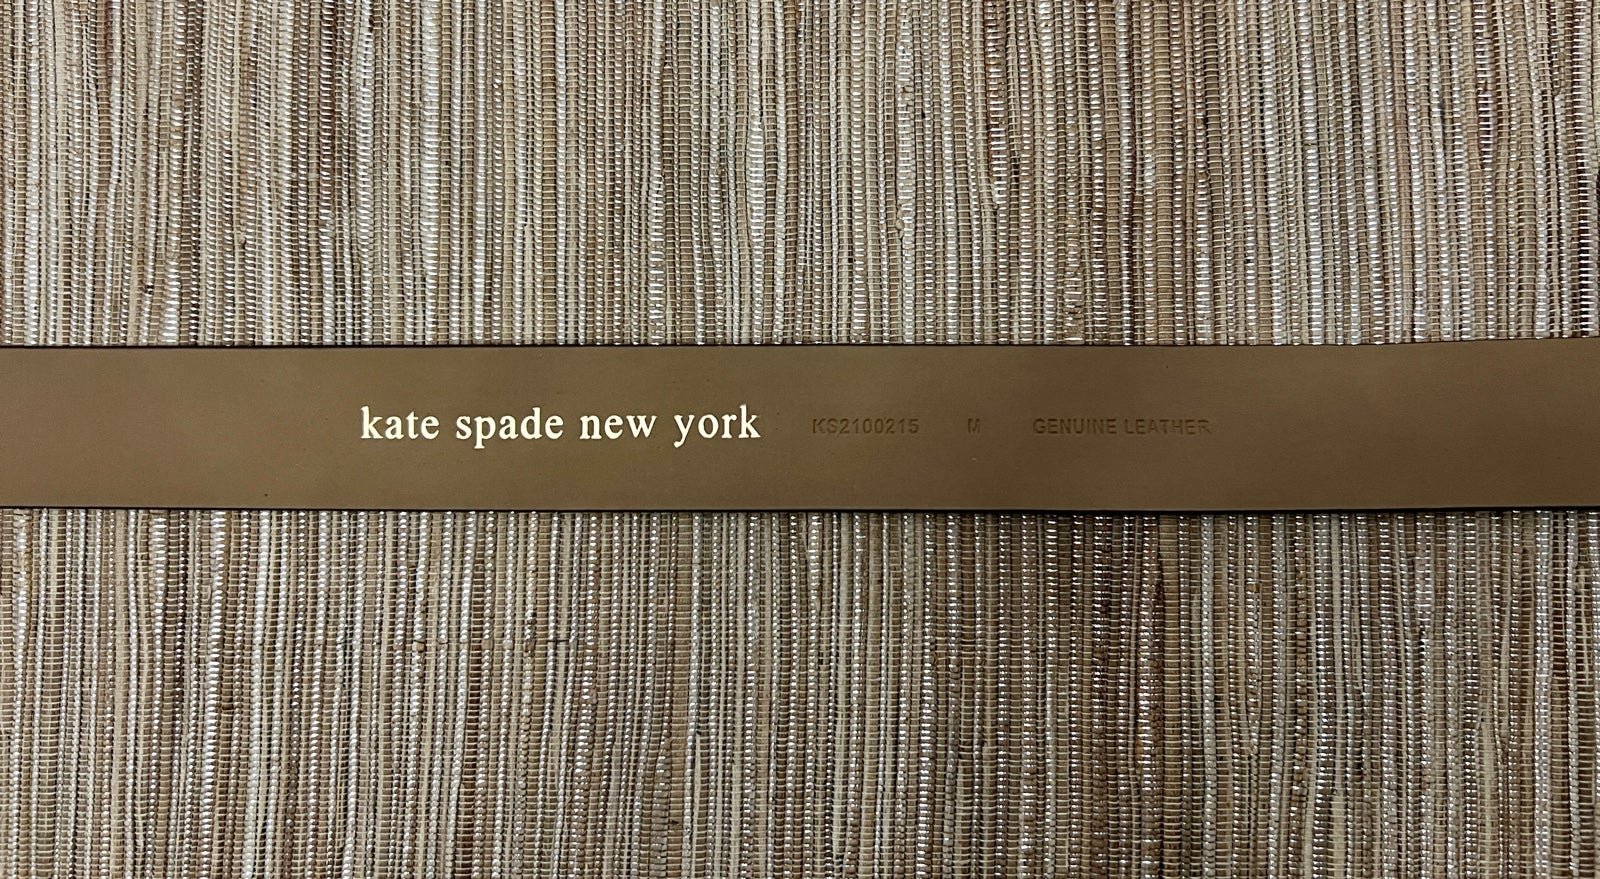 kate spade new york KS2100215 M GENUINE LEATHER